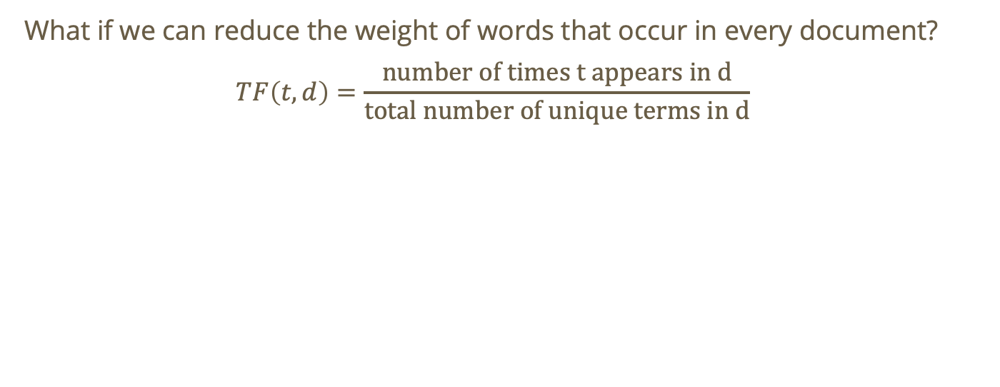 What if we can reduce the weight of words that occur in every document?
TF(t, d) = number of times t appears in d
total number of unique terms in d